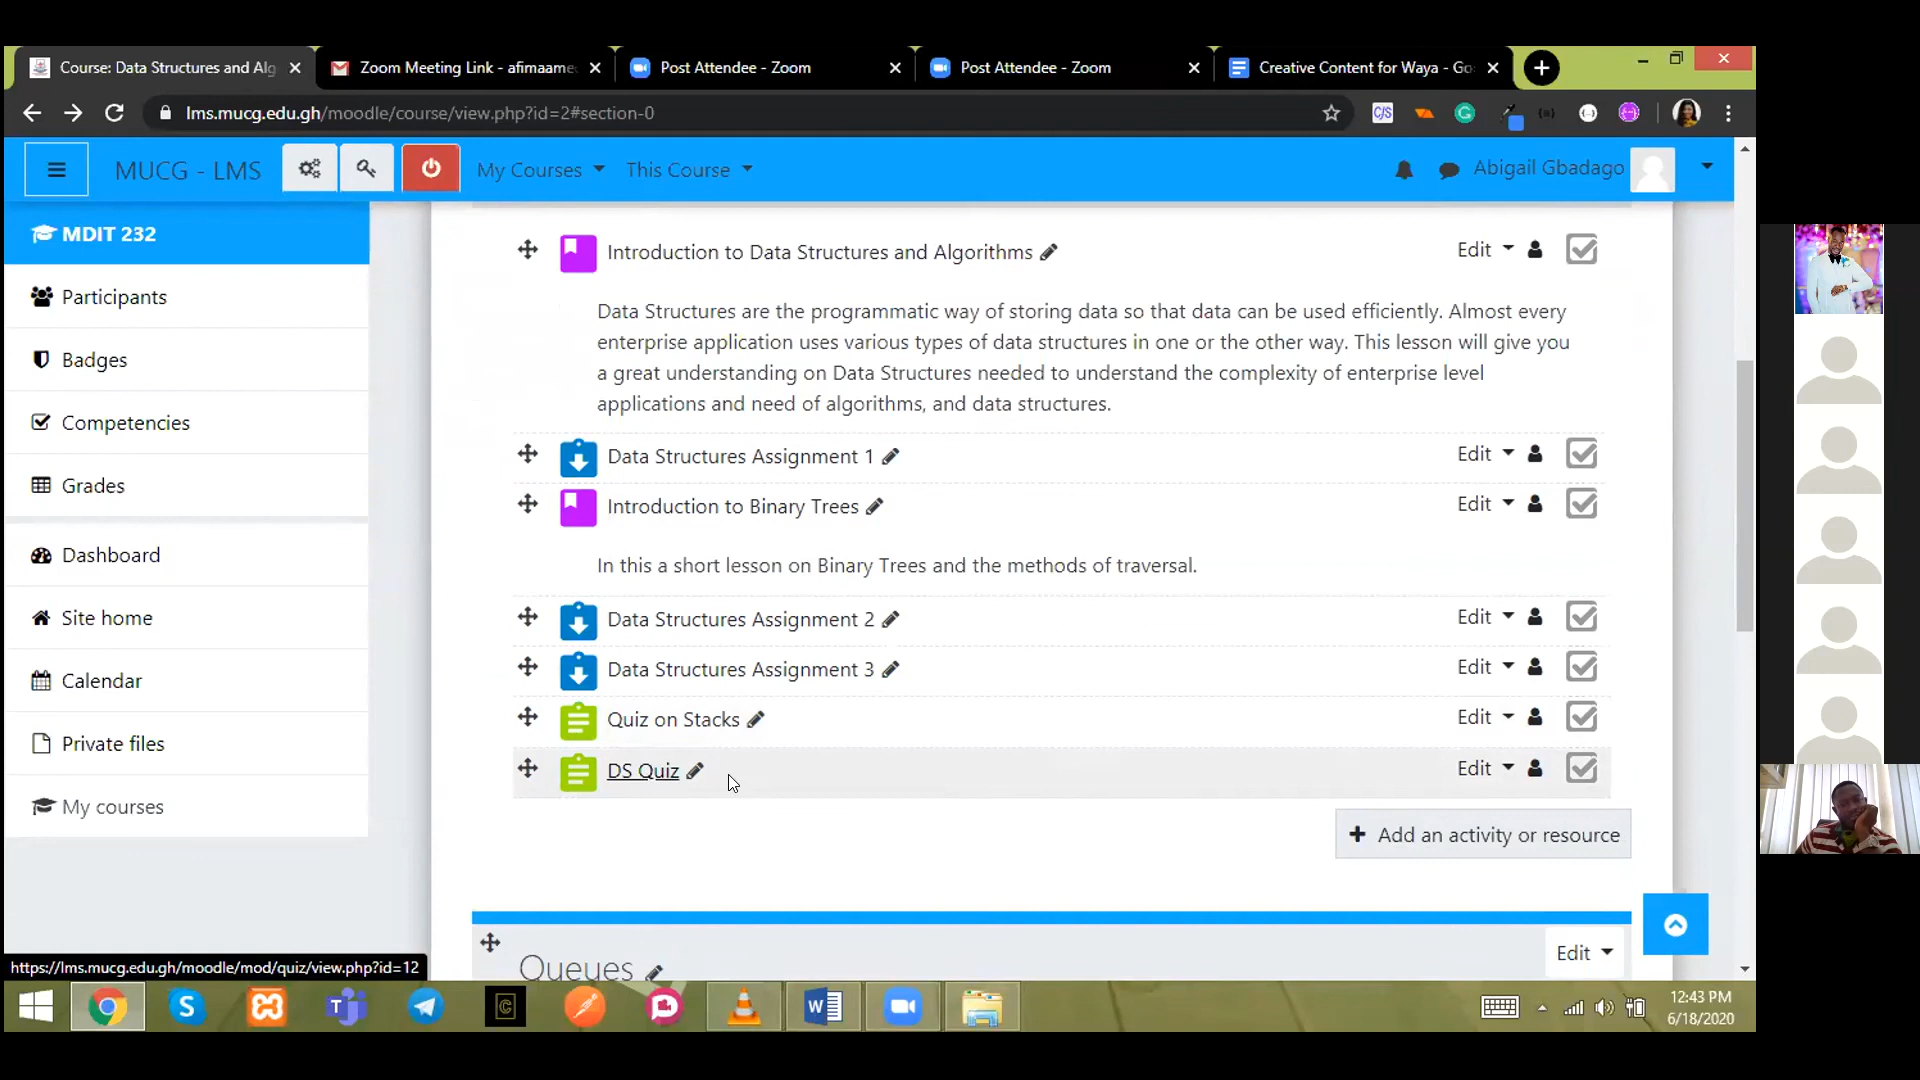 Course: Data Structures and Alg
Zoom Meeting Link - afimaame
Post Attendee - Zoom
Post Attendee - Zoom
Creative Content for Waya - Go
lms.mucg.edu.gh/moodle/course/view.php?id=2#section-0
MUCG - LMS
My Courses
This Course
Abigail Gbadago
MDIT 232
Participants
Badges
Competencies
Grades
Dashboard
Site home
Calendar
Private files
My courses
Introduction to Data Structures and Algorithms
Edit
Data Structures are the programmatic way of storing data so that data can be used efficiently. Almost every
enterprise application uses various types of data structures in one or the other way. This lesson will give you
a great understanding on Data Structures needed to understand the complexity of enterprise level
applications and need of algorithms, and data structures.
Data Structures Assignment 1
Edit
Introduction to Binary Trees
Edit
In this a short lesson on Binary Trees and the methods of traversal.
Data Structures Assignment 2
Edit
Data Structures Assignment 3
Edit
Quiz on Stacks
Edit
DS Quiz
Edit
+ Add an activity or resource
Queues
Edit
https://lms.mucg.edu.gh/moodle/mod/quiz/view.php?id=12
12:43 PM
6/18/2020